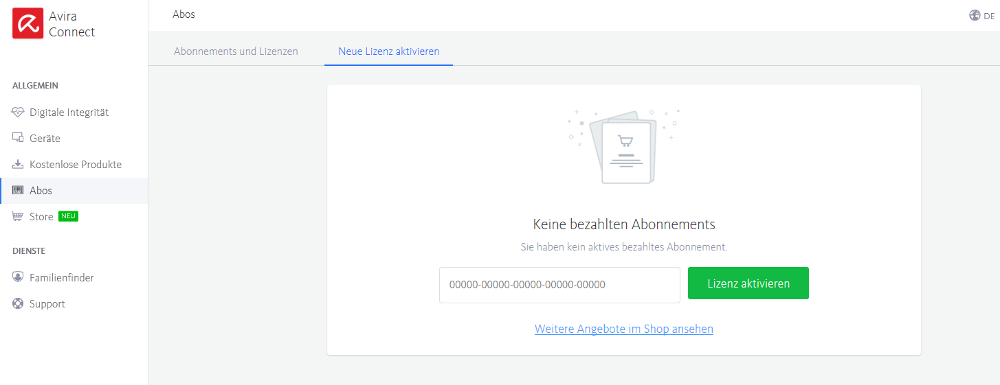 Avira
Connect
Abos
DE
Abonnements und Lizenzen
Neue Lizenz aktivieren
ALLGEMEIN
Digitale Integrität
Geräte
Kostenlose Produkte
Abos
Store NEU
DIENSTE
Familienfinder
Support
Keine bezahlten Abonnements
Sie haben kein aktives bezahltes Abonnement.
00000-00000-00000-00000-00000
Lizenz aktivieren
Weitere Angebote im Shop ansehen